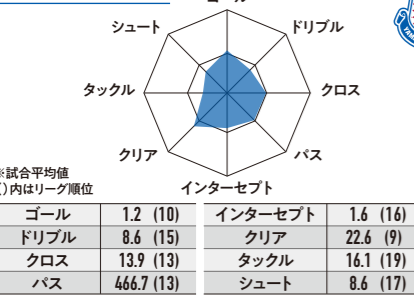 ゴール
シュート ドリブル
タックル クロス
クリア パス
※試合平均値
( )内はリーグ順位
インターセプト
ゴール 1.2 (10) インターセプト 1.6 (16)
ドリブル 8.6 (15) クリア 22.6 (9)
クロス 13.9 (13) タックル 16.1 (19)
パス 466.7 (13) シュート 8.6 (17)